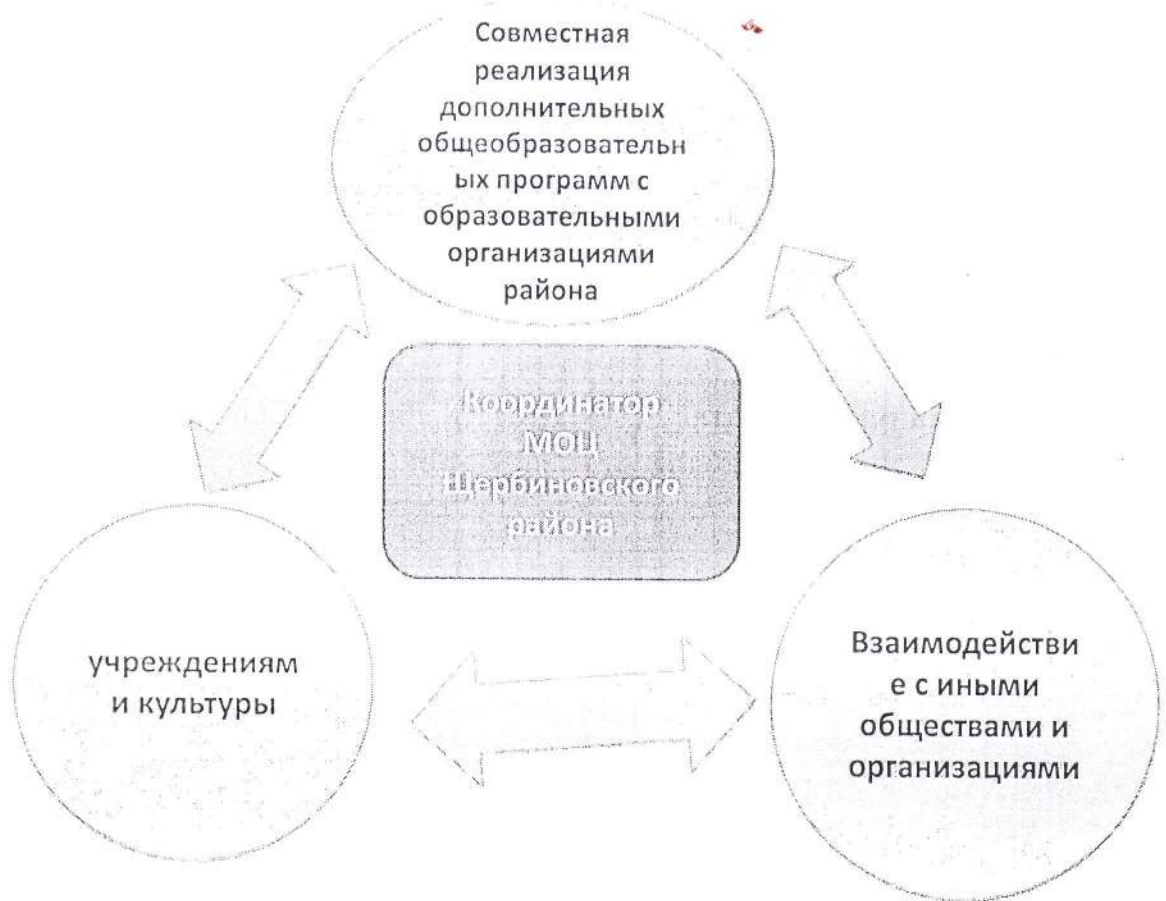 Совместная
реализация
дополнительных
общеобразовательн
ых программ с
образовательными
организациями
района
Координатор
МОЦ
Щербиновского
района
учреждениям
и культуры
Взаимодействи
е с иными
обществами и
организациями